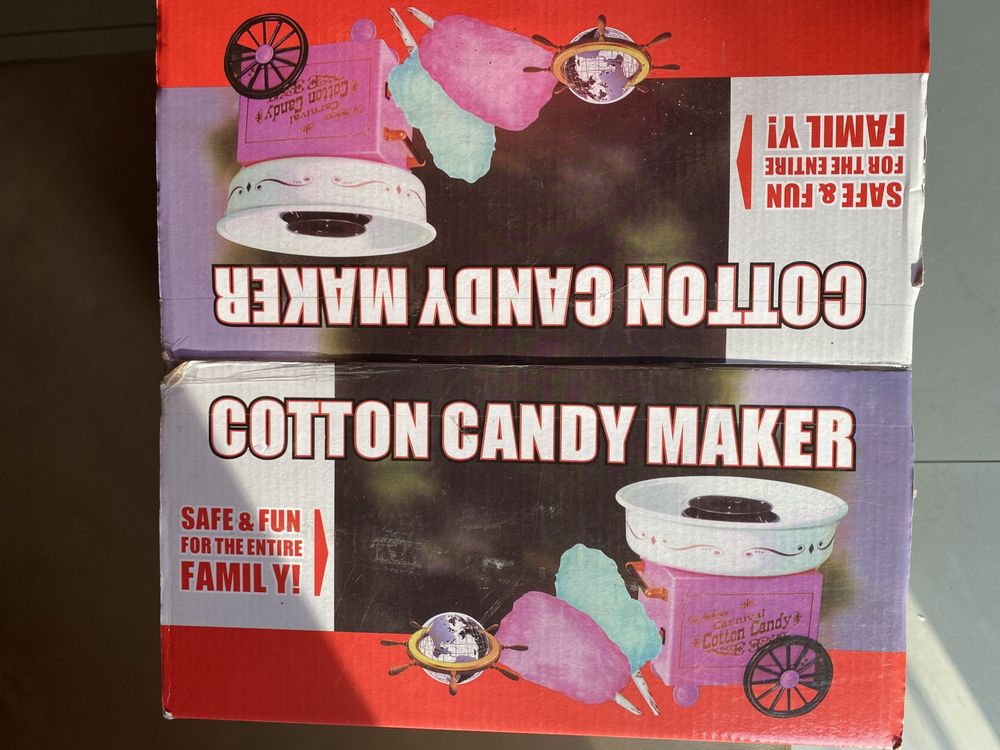 Carnival
Cotton Candy
SAFE & FUN
FOR THE ENTIRE
FAMILY!
COTTON CANDY MAKER
COTTON CANDY MAKER
SAFE & FUN
FOR THE ENTIRE
FAMIL Y!
Carnival
Cotton Candy